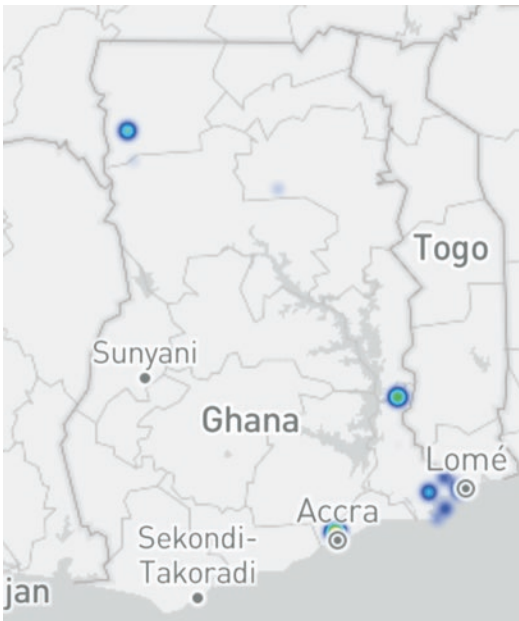 Togo
Sunyani
Ghana
Lomé
Accra
Sekondi-
Takoradi
jan